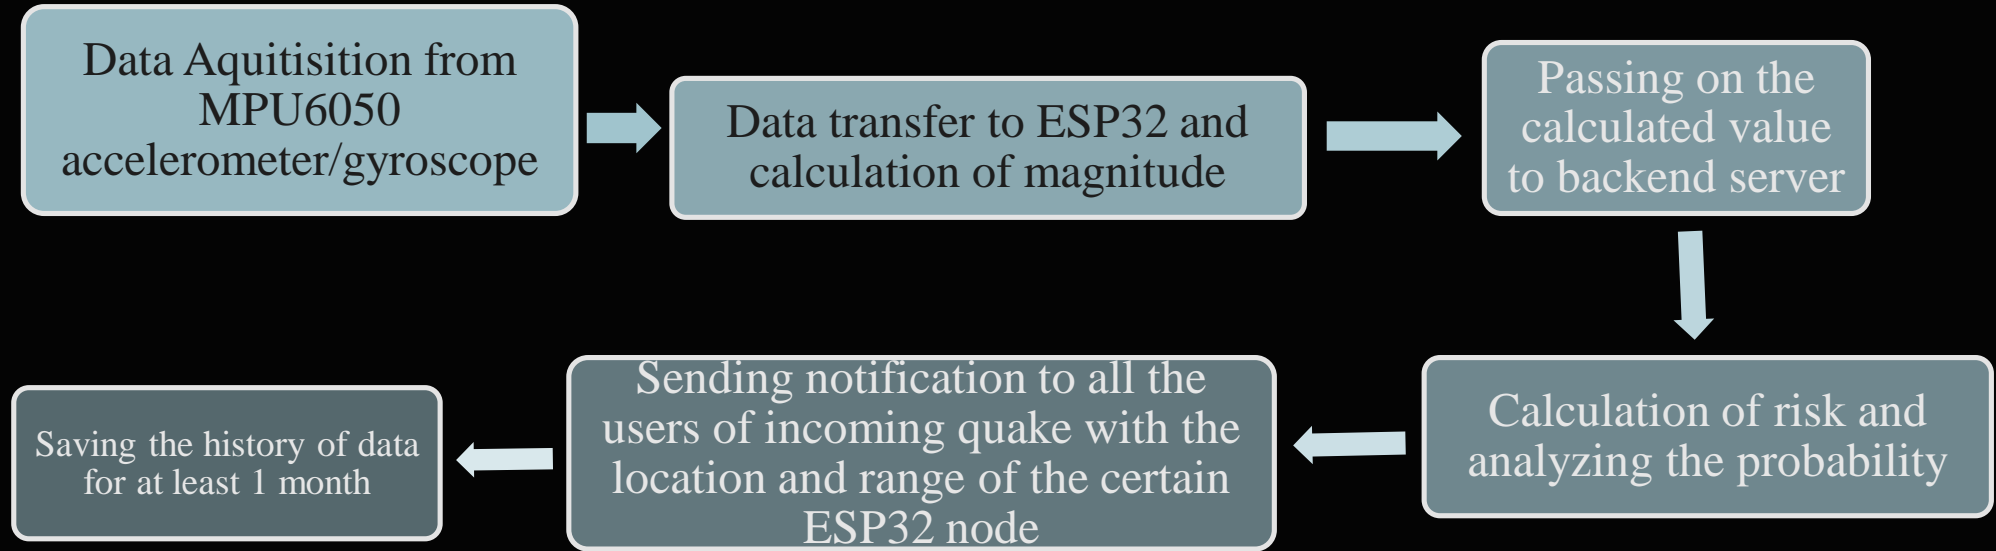 Data Aquitisition from
MPU6050
accelerometer/gyroscope
Data transfer to ESP32 and
calculation of magnitude
Passing on the
calculated value
to backend server
Calculation of risk and
analyzing the probability
Sending notification to all the
users of incoming quake with the
location and range of the certain
ESP32 node
Saving the history of data
for at least 1 month